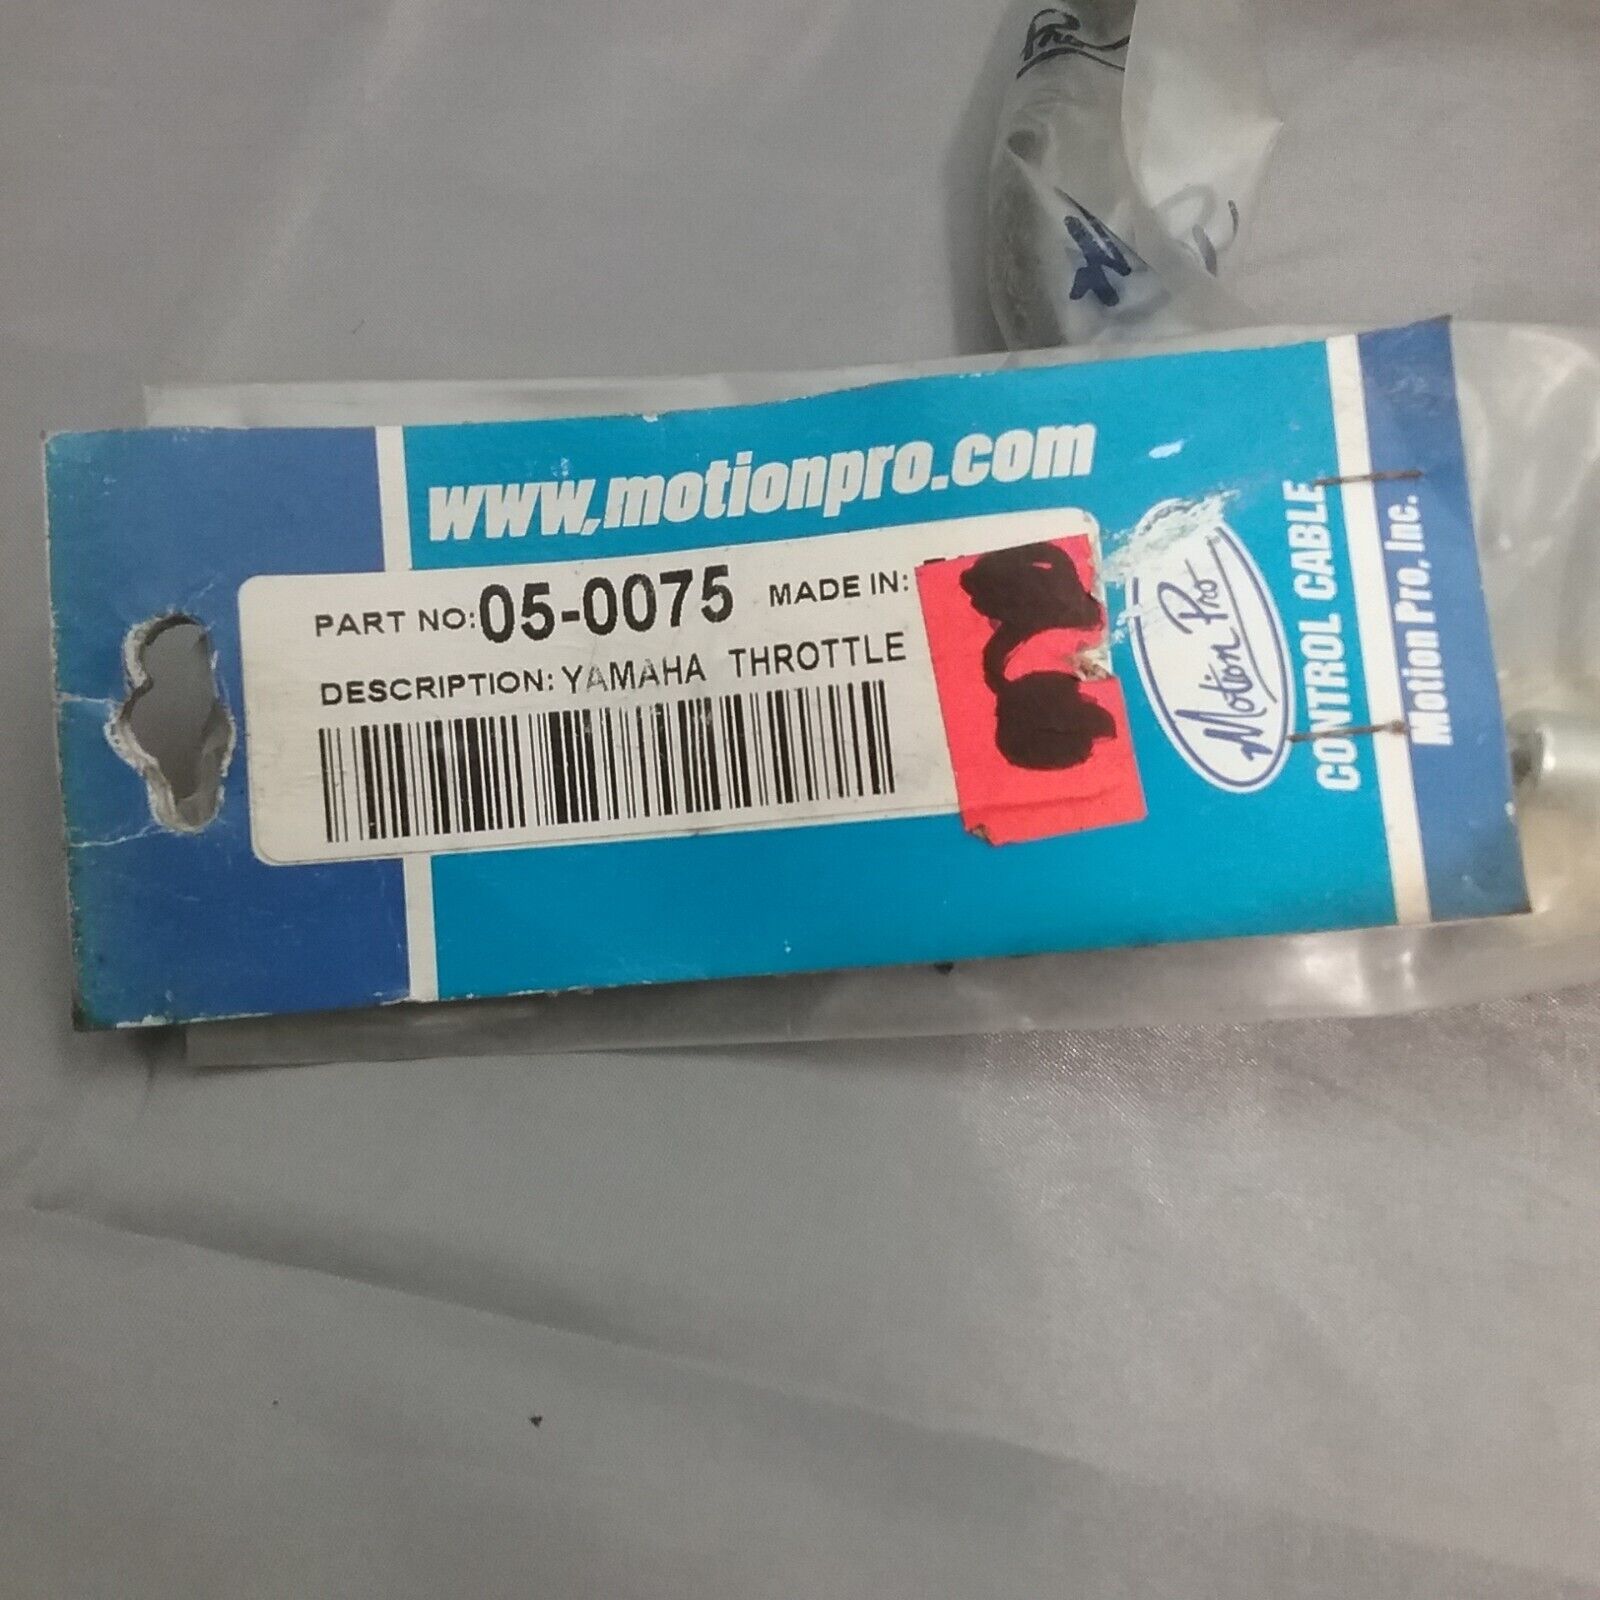 www.motionpro.com
PART NO: 05-0075 MADE IN:
DESCRIPTION: YAMAHA THROTTLE
Motion Pro
CONTROL CABLE
Motion Pro, Inc.